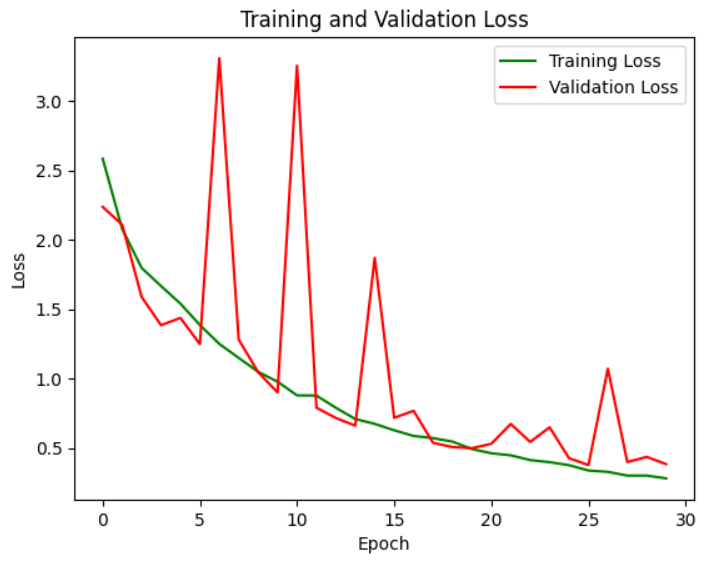 Training and Validation Loss
Training Loss
Validation Loss
3.0
2.5
2.0
1.5
1.0
0.5
Loss
0 5 10 15 20 25 30
Epoch